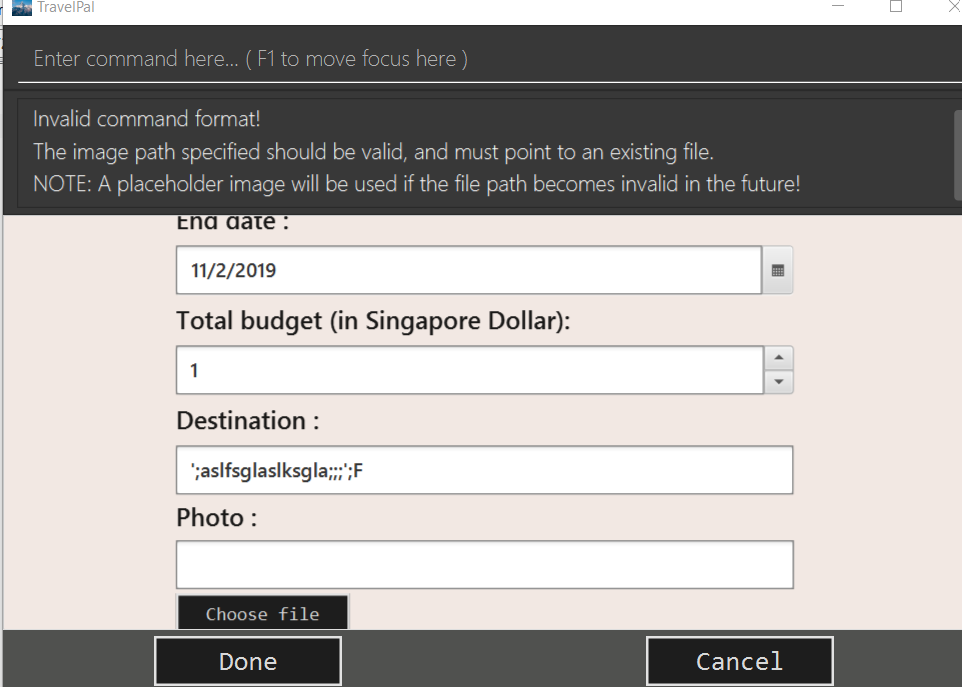 TravelPal
Enter command here... ( F1 to move focus here )
Invalid command format!
The image path specified should be valid, and must point to an existing file.
NOTE: A placeholder image will be used if the file path becomes invalid in the future!
End date :
11/2/2019
Total budget (in Singapore Dollar):
1
Destination :
';aslfsglaslksgla;;;';F
Photo :
Choose file
Done
Cancel